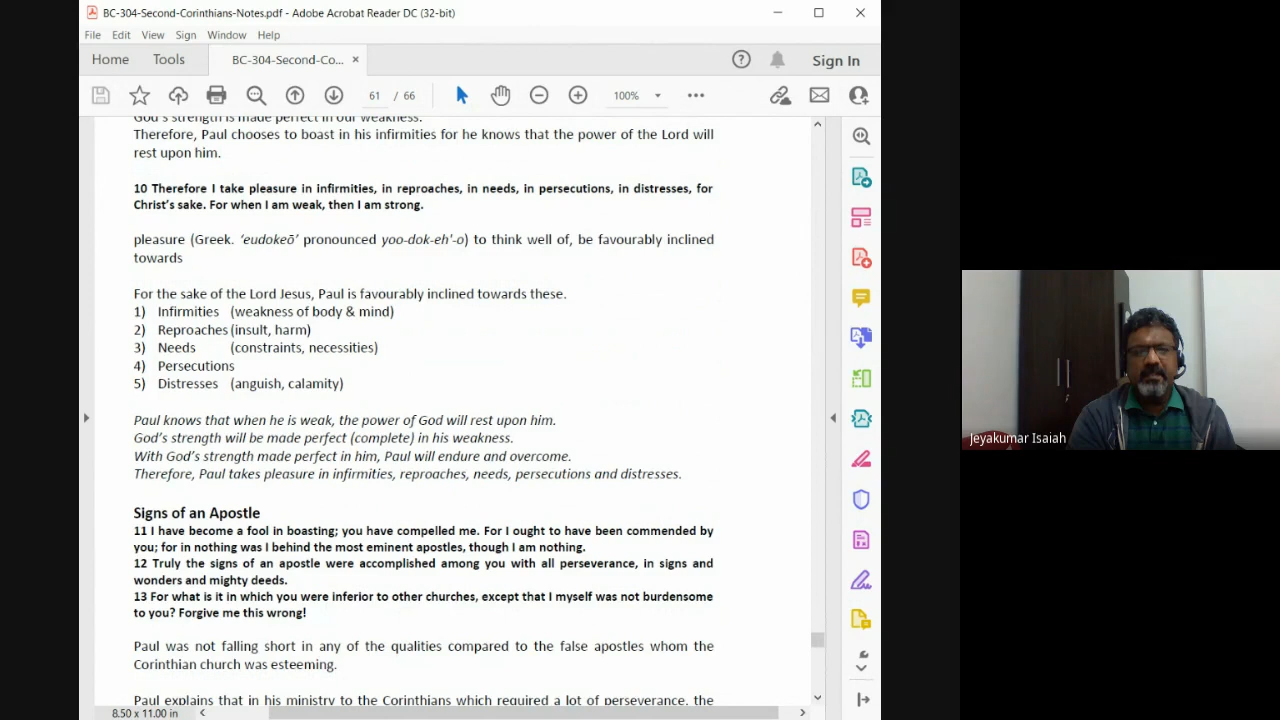 BC-304-Second-Corinthians-Notes.pdf - Adobe Acrobat Reader DC (32-bit)
File Edit View Sign Window Help
Home Tools BC-304-Second-Co... × Sign In
61 / 66 100%
God's strength is made perfect in our weakness.
Therefore, Paul chooses to boast in his infirmities for he knows that the power of the Lord will
rest upon him.
10 Therefore I take pleasure in infirmities, in reproaches, in needs, in persecutions, in distresses, for
Christ's sake. For when I am weak, then I am strong.
pleasure (Greek. 'eudokeō' pronounced yoo-dok-eh'-o) to think well of, be favourably inclined
towards
For the sake of the Lord Jesus, Paul is favourably inclined towards these.
1) Infirmities (weakness of body & mind)
2) Reproaches (insult, harm)
3) Needs (constraints, necessities)
4) Persecutions
5) Distresses (anguish, calamity)
Paul knows that when he is weak, the power of God will rest upon him.
God's strength will be made perfect (complete) in his weakness.
With God's strength made perfect in him, Paul will endure and overcome.
Therefore, Paul takes pleasure in infirmities, reproaches, needs, persecutions and distresses.
Signs of an Apostle
11 I have become a fool in boasting; you have compelled me. For I ought to have been commended by
you; for in nothing was I behind the most eminent apostles, though I am nothing.
12 Truly the signs of an apostle were accomplished among you with all perseverance, in signs and
wonders and mighty deeds.
13 For what is it in which you were inferior to other churches, except that I myself was not burdensome
to you? Forgive me this wrong!
Paul was not falling short in any of the qualities compared to the false apostles whom the
Corinthian church was esteeming.
Paul explains that in his ministry to the Corinthians which required a lot of perseverance, the
8.50 x 11.00 in
Jeyakumar Isaiah